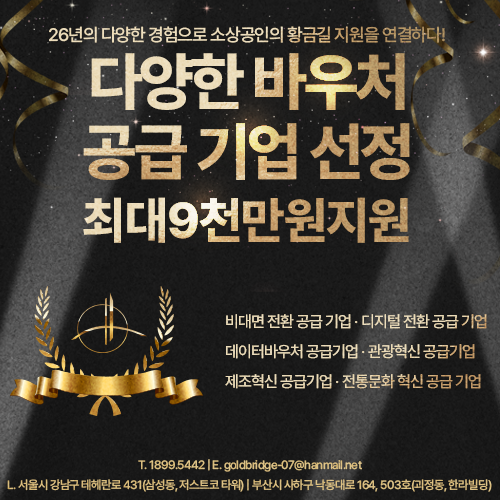 26년의 다양한 경험으로 소상공인의 황금길 지원을 연결하다!
다양한 바우처
공급 기업 선정
최대9천만원지원
비대면 전환 공급 기업 · 디지털 전환 공급 기업
데이터바우처 공급기업 · 관광혁신 공급기업
제조혁신 공급기업 · 전통문화 혁신 공급 기업
T. 1899.5442 | E. goldbridge-07@hanmail.net
L. 서울시 강남구 테헤란로 431(삼성동, 저스트코 타워) | 부산시 사하구 낙동대로 164, 503호(괴정동, 한라빌딩)